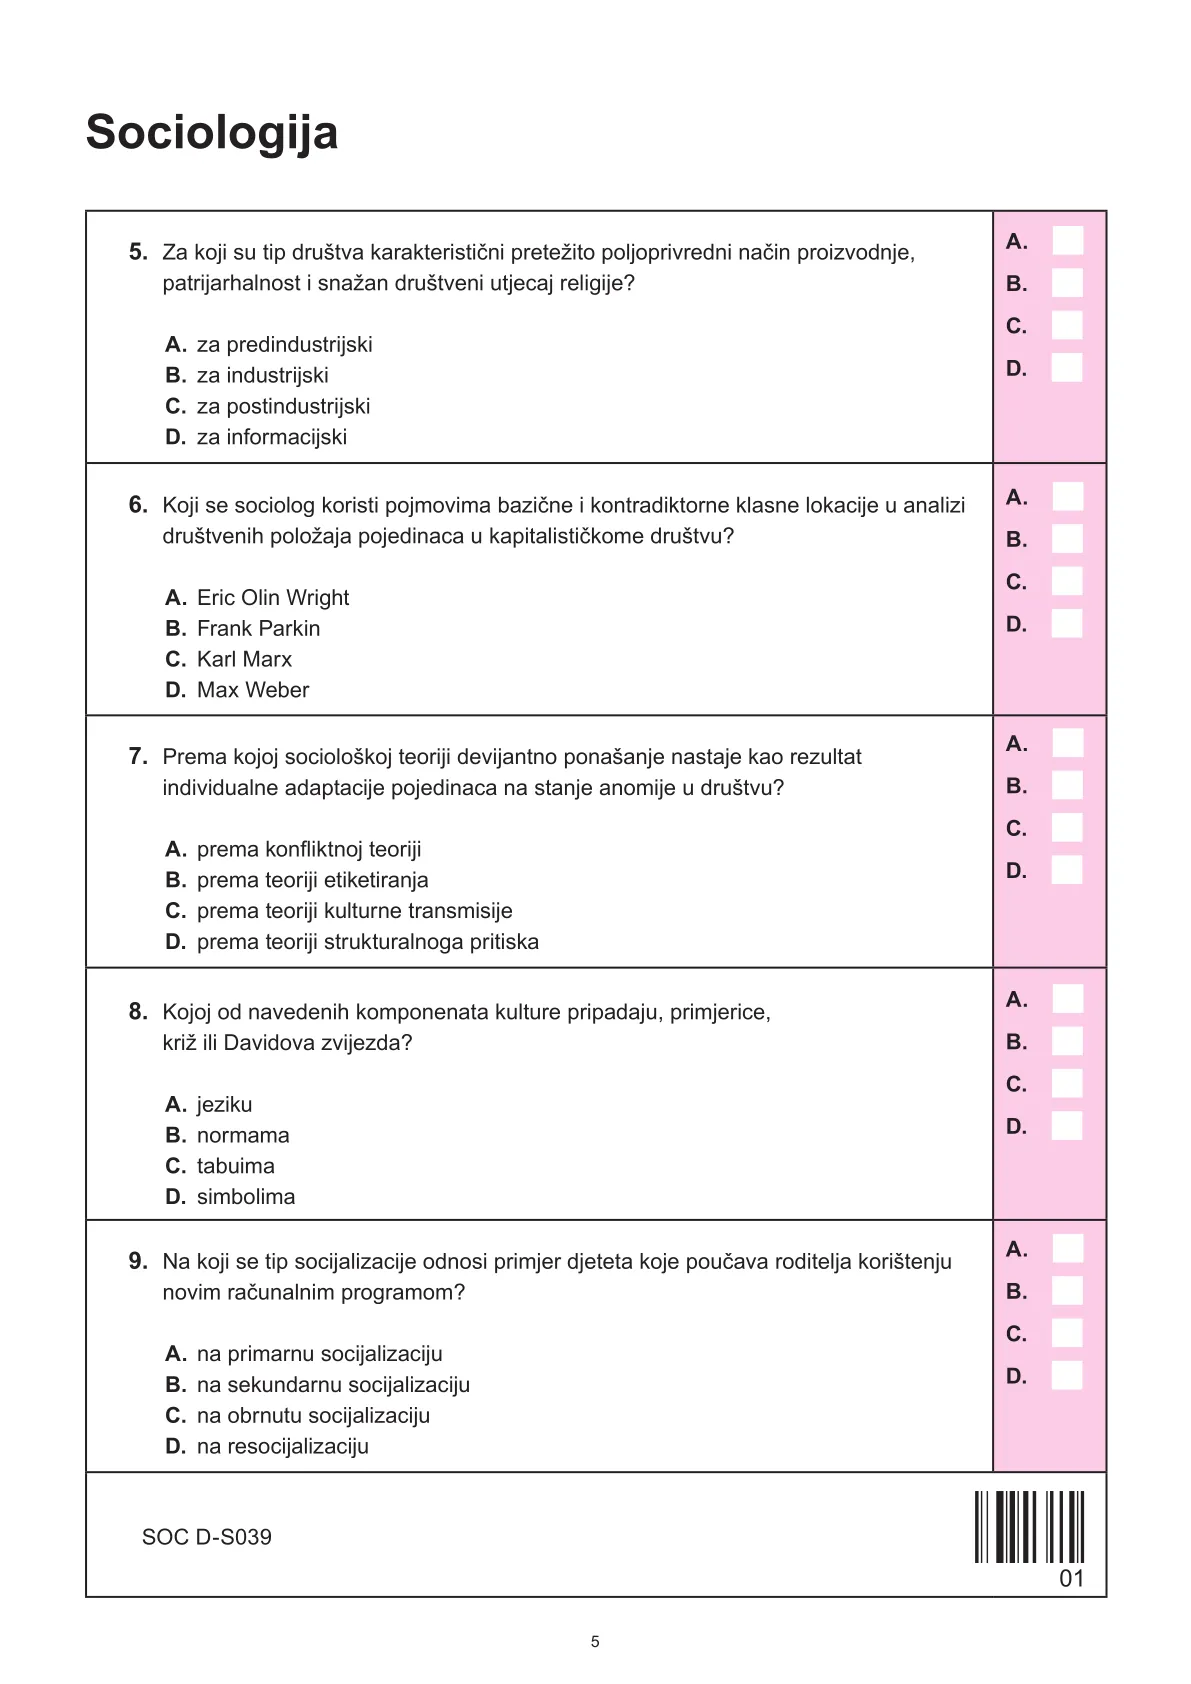 Sociologija
5. Za koji su tip društva karakteristični pretežito poljoprivredni način proizvodnje,
patrijarhalnost i snažan društveni utjecaj religije?
A. za predindustrijski
B. za industrijski
C. za postindustrijski
D. za informacijski
A.
B.
C.
D.
6. Koji se sociolog koristi pojmovima bazične i kontradiktorne klasne lokacije u analizi
društvenih položaja pojedinaca u kapitalističkome društvu?
A. Eric Olin Wright
B. Frank Parkin
C. Karl Marx
D. Max Weber
A.
B.
C.
D.
7. Prema kojoj sociološkoj teoriji devijantno ponašanje nastaje kao rezultat
individualne adaptacije pojedinaca na stanje anomije u društvu?
A. prema konfliktnoj teoriji
B. prema teoriji etiketiranja
C. prema teoriji kulturne transmisije
D. prema teoriji strukturalnoga pritiska
A.
B.
C.
D.
8. Kojoj od navedenih komponenata kulture pripadaju, primjerice,
križ ili Davidova zvijezda?
A. jeziku
B. normama
C. tabuima
D. simbolima
A.
B.
C.
D.
9. Na koji se tip socijalizacije odnosi primjer djeteta koje poučava roditelja korištenju
novim računalnim programom?
A. na primarnu socijalizaciju
B. na sekundarnu socijalizaciju
C. na obrnutu socijalizaciju
D. na resocijalizaciju
A.
B.
C.
D.
SOC D-S039
01
5